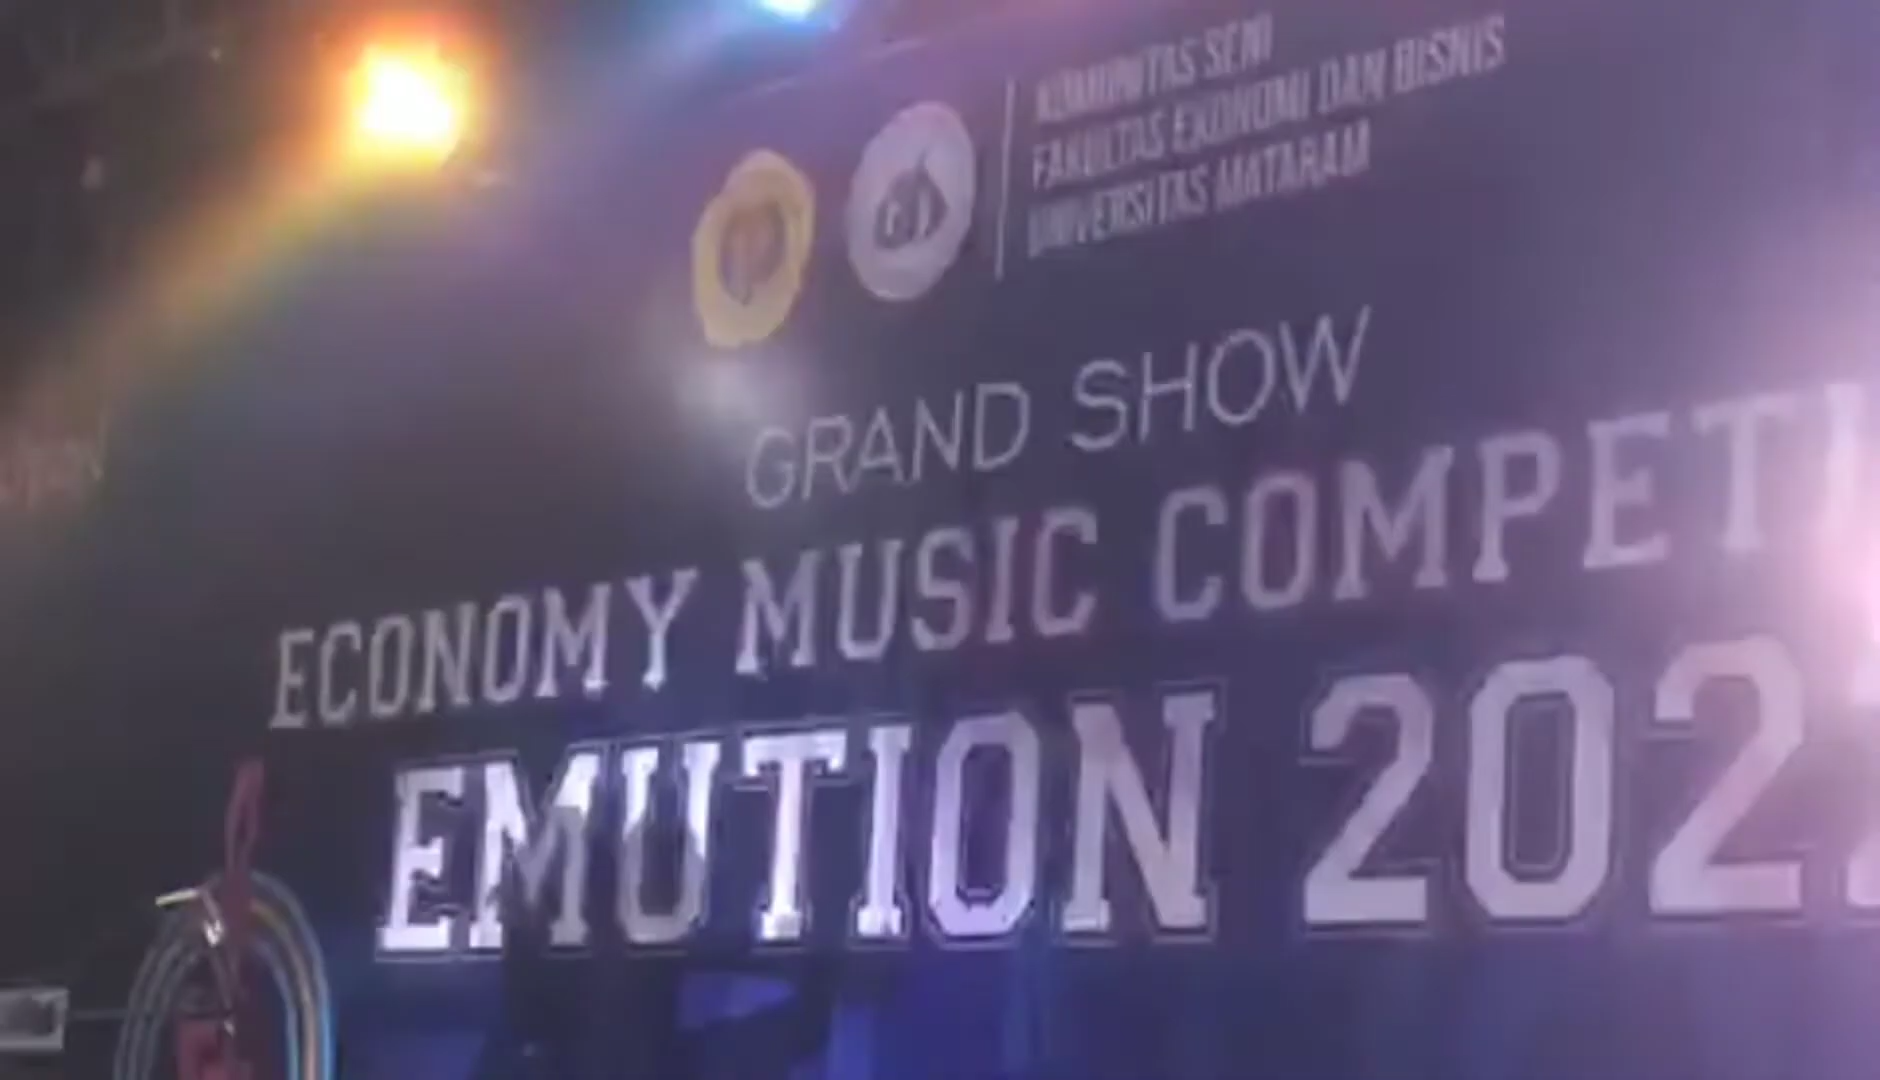 KOMUNITAS SENI
FAKULTAS EKONOMI DAN BISNIS
UNIVERSITAS MATARAM
GRAND SHOW
ECONOMY MUSIC COMPETI
EMUTION 202